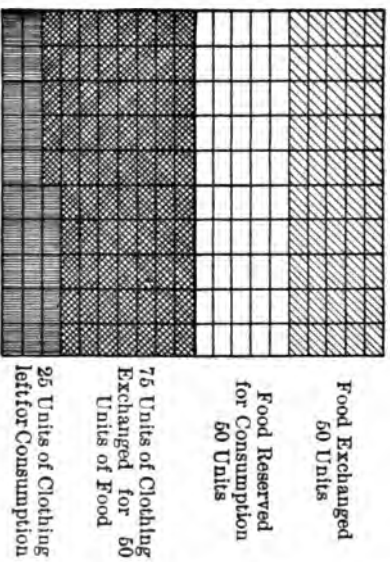 Food Exchanged
50 Units
Food Reserved
for Consumption
50 Units
75 Units of Clothing
Exchanged for 50
Units of Food
25 Units of Clothing
left for Consumption